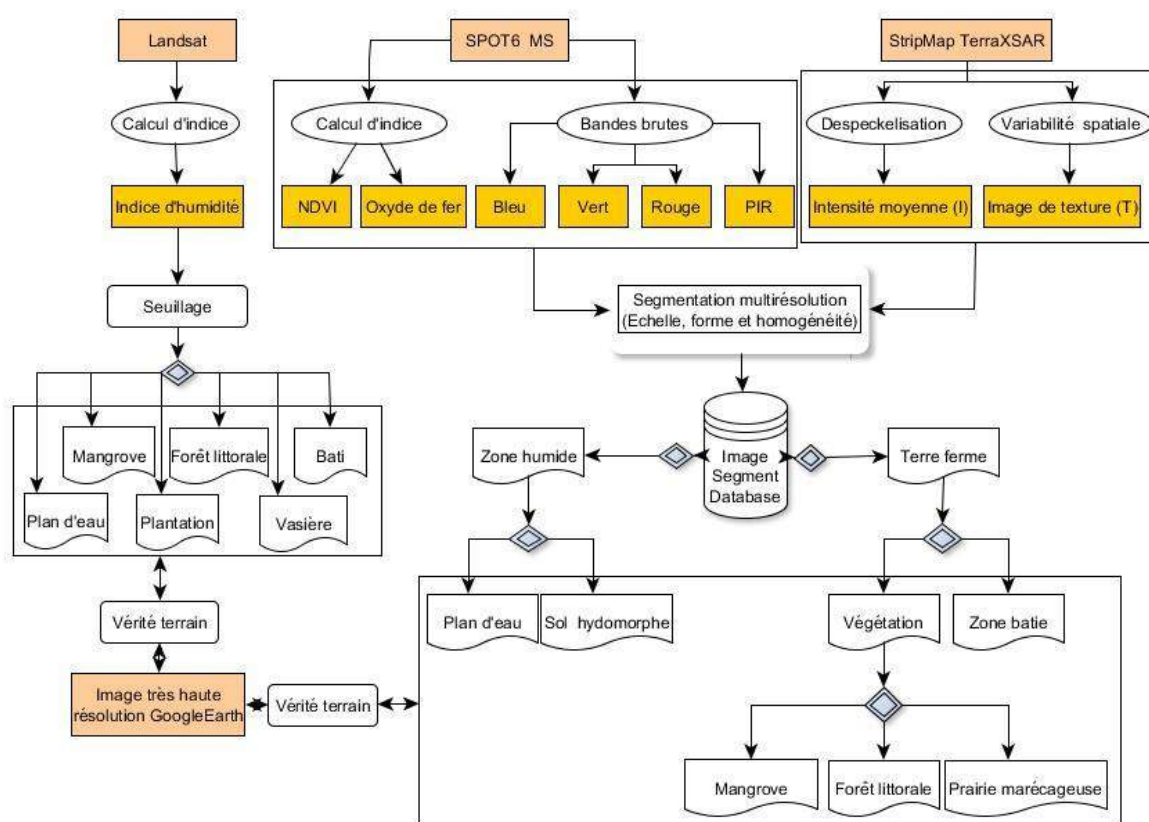 Landsat
SPOT6 MS
StripMap TerraXSAR
Calcul d'indice
Calcul d'indice
Bandes brutes
Despeckelisation
Variabilité spatiale
Indice d'humidité
NDVI
Oxyde de fer
Bleu
Vert
Rouge
PIR
Intensité moyenne (I)
Image de texture (T)
Seuillage
Segmentation multirésolution
(Echelle, forme et homogénéité)
Mangrove
Forêt littorale
Bati
Plan d'eau
Plantation
Vasière
Zone humide
Image
Segment
Database
Terre ferme
Vérité terrain
Plan d'eau
Sol hydomorphe
Végétation
Zone batie
Image très haute
résolution GoogleEarth
Vérité terrain
Mangrove
Forêt littorale
Prairie marécageuse